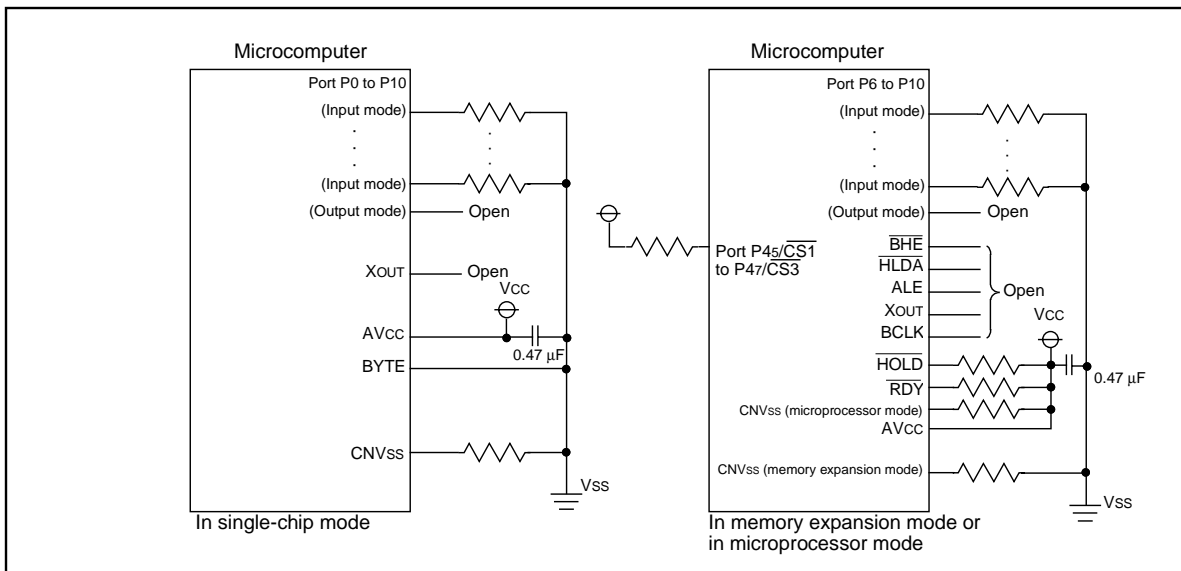 Microcomputer
Port P0 to P10
(Input mode)
(Input mode)
(Output mode)
Open
XOUT
Open
VCC
AVCC
0.47 µF
BYTE
CNVSS
VSS
In single-chip mode
Microcomputer
Port P6 to P10
(Input mode)
(Input mode)
(Output mode)
Open
Port P45/CS1
to P47/CS3
BHE
HLDA
ALE
XOUT
BCLK
Open
VCC
HOLD
RDY
0.47 µF
CNVSS (microprocessor mode)
AVCC
CNVSS (memory expansion mode)
VSS
In memory expansion mode or
in microprocessor mode